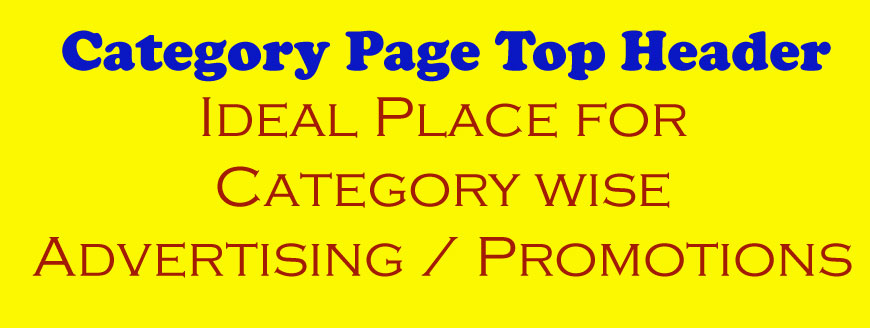 Category Page Top Header
Ideal Place for
Category wise
Advertising / Promotions